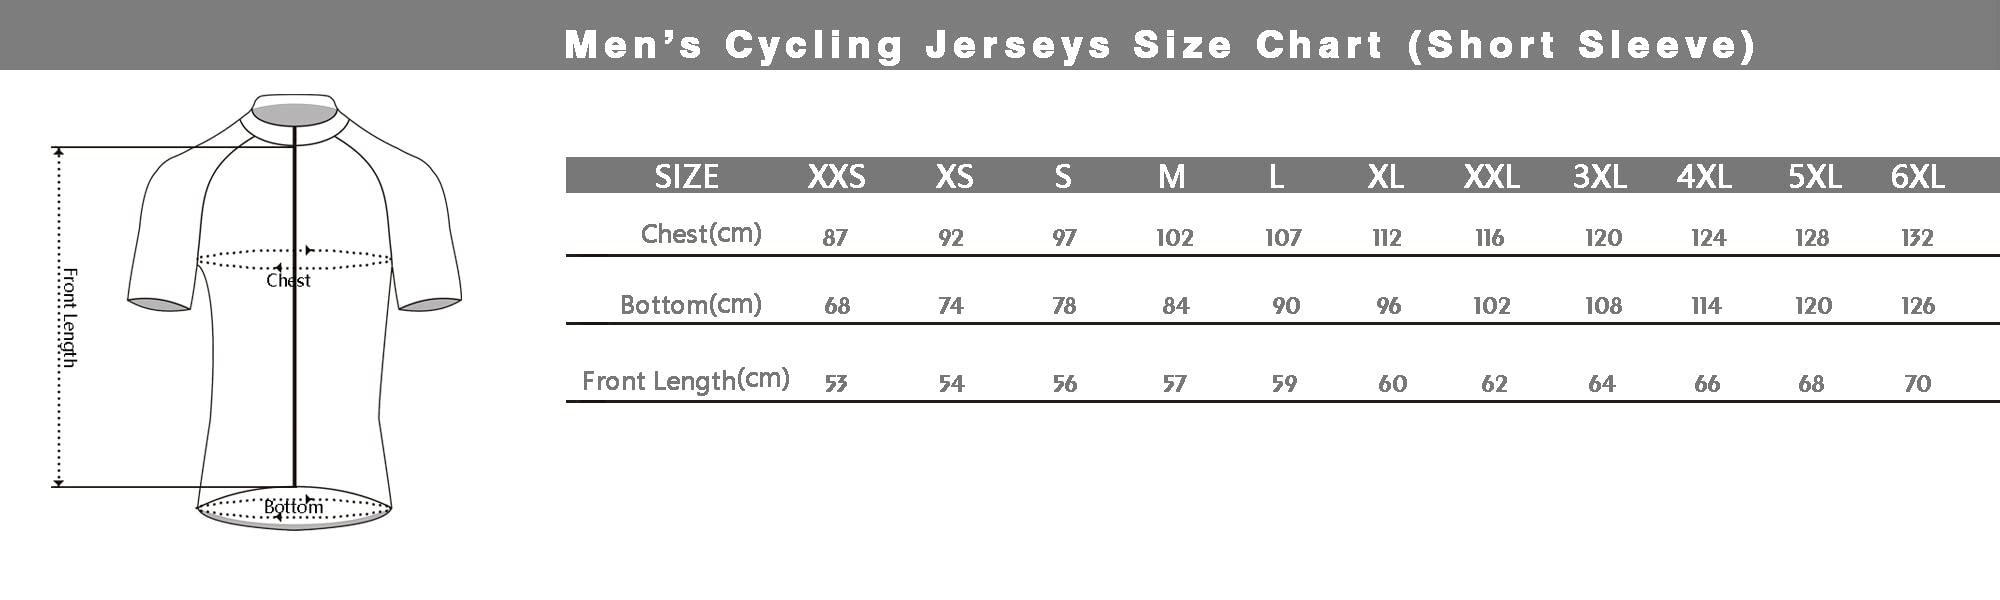 Men's Cycling Jerseys Size Chart (Short Sleeve)
SIZE XXS XS S M L XL XXL 3XL 4XL 5XL 6XL
Chest(cm) 87 92 97 102 107 112 116 120 124 128 132
Bottom(cm) 68 74 78 84 90 96 102 108 114 120 126
Front Length(cm) 53 54 56 57 59 60 62 64 66 68 70
Front Length
Chest
Bottom